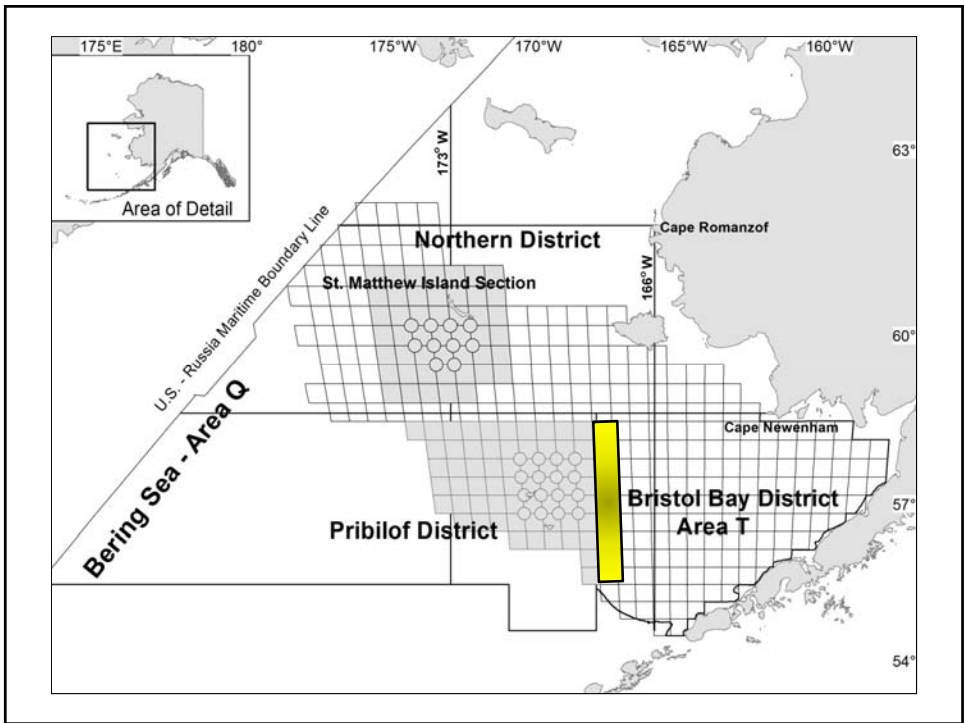 175°E 180° 175°W 170°W 165°W 160°W
63°
173° W
Area of Detail
U.S. - Russia Maritime Boundary Line
Cape Romanzof
Northern District
166° W
St. Matthew Island Section
60°
Bering Sea - Area Q
Cape Newenham
Bristol Bay District
Area T
57°
Pribilof District
54°